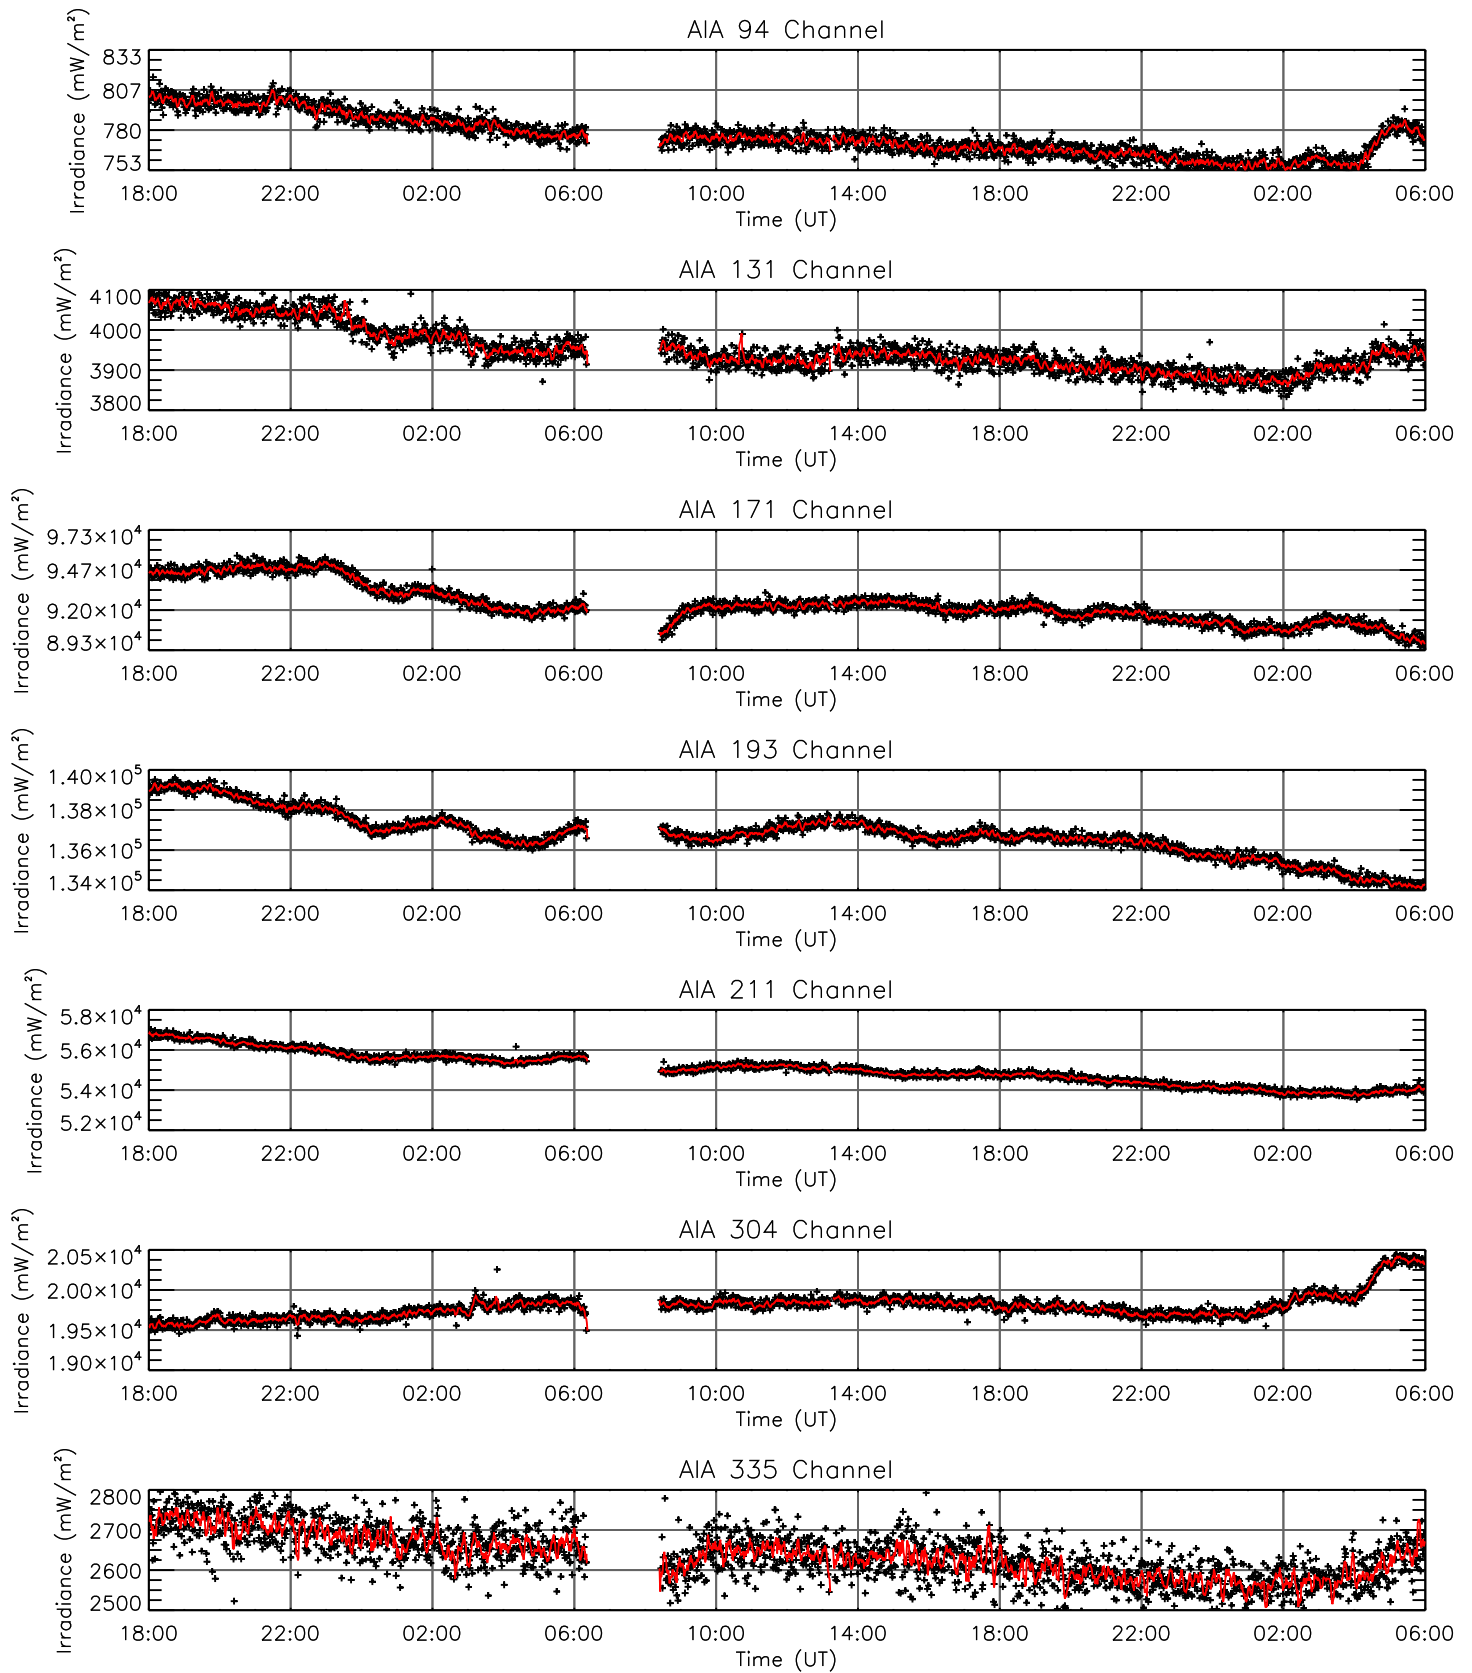 AIA 94 Channel
Irradiance (mW/m²)
833
807
780
753
18:00 22:00 02:00 06:00 10:00 14:00 18:00 22:00 02:00 06:00
Time (UT)
AIA 131 Channel
Irradiance (mW/m²)
4100
4000
3900
3800
18:00 22:00 02:00 06:00 10:00 14:00 18:00 22:00 02:00 06:00
Time (UT)
AIA 171 Channel
Irradiance (mW/m²)
9.73×10⁴
9.47×10⁴
9.20×10⁴
8.93×10⁴
18:00 22:00 02:00 06:00 10:00 14:00 18:00 22:00 02:00 06:00
Time (UT)
AIA 193 Channel
Irradiance (mW/m²)
1.40×10⁵
1.38×10⁵
1.36×10⁵
1.34×10⁵
18:00 22:00 02:00 06:00 10:00 14:00 18:00 22:00 02:00 06:00
Time (UT)
AIA 211 Channel
Irradiance (mW/m²)
5.8×10⁴
5.6×10⁴
5.4×10⁴
5.2×10⁴
18:00 22:00 02:00 06:00 10:00 14:00 18:00 22:00 02:00 06:00
Time (UT)
AIA 304 Channel
Irradiance (mW/m²)
2.05×10⁴
2.00×10⁴
1.95×10⁴
1.90×10⁴
18:00 22:00 02:00 06:00 10:00 14:00 18:00 22:00 02:00 06:00
Time (UT)
AIA 335 Channel
Irradiance (mW/m²)
2800
2700
2600
2500
18:00 22:00 02:00 06:00 10:00 14:00 18:00 22:00 02:00 06:00
Time (UT)